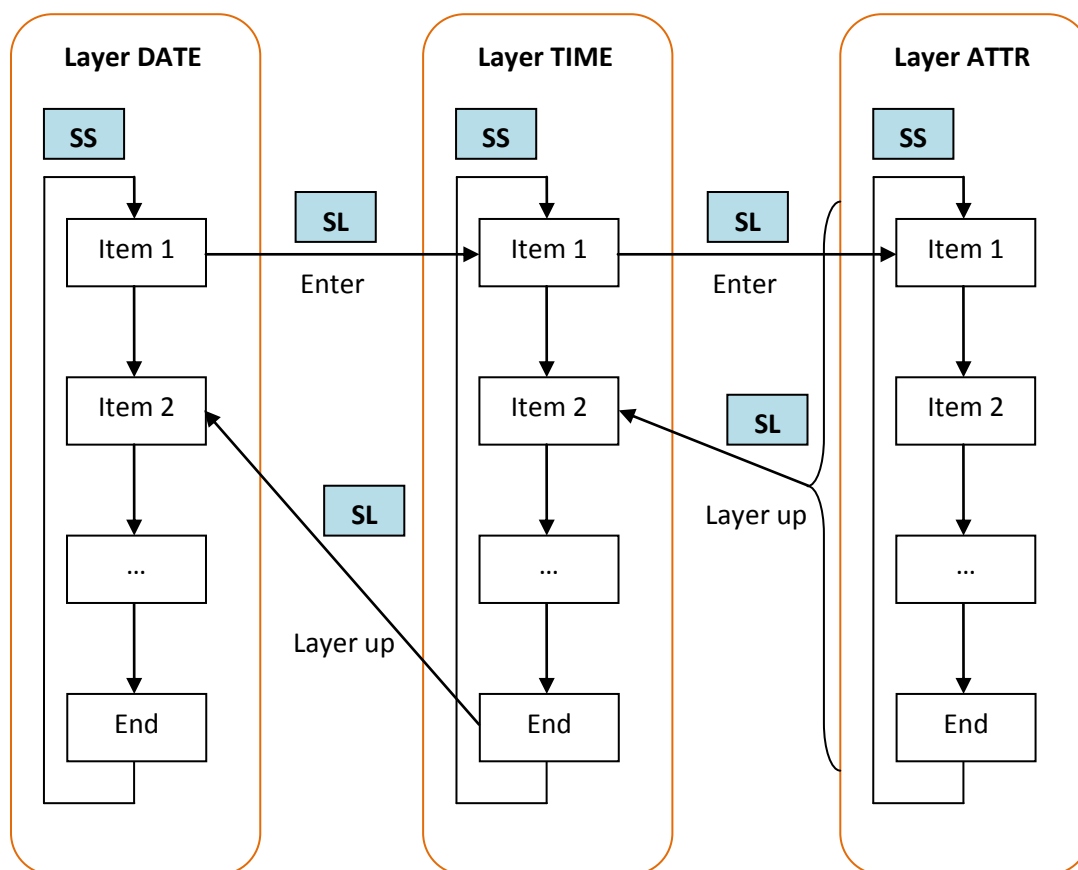 Layer DATE
Layer TIME
Layer ATTR
SS
SS
SS
SL
SL
Item 1
Item 1
Item 1
Enter
Enter
Item 2
Item 2
Item 2
SL
SL
Layer up
...
...
...
Layer up
End
End
End